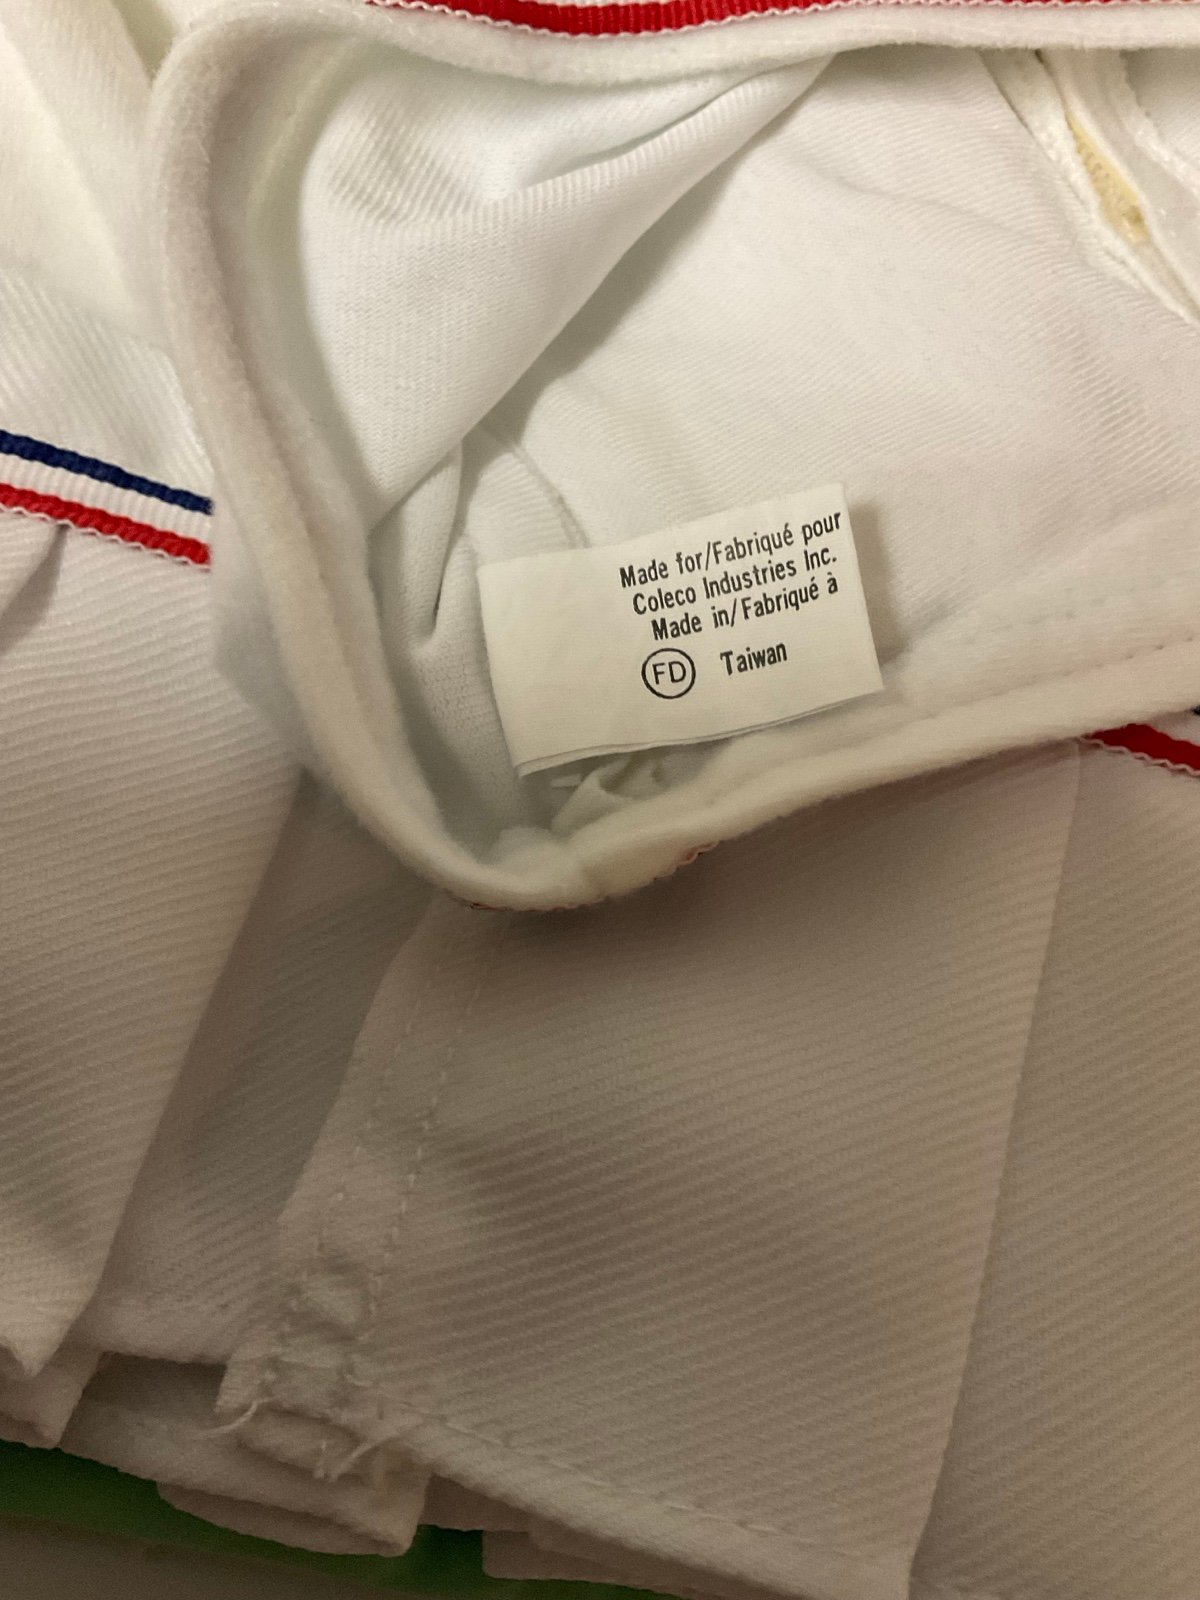 Made for/Fabriqué pour
Coleco Industries Inc.
Made in/Fabriqué à
FD Taiwan